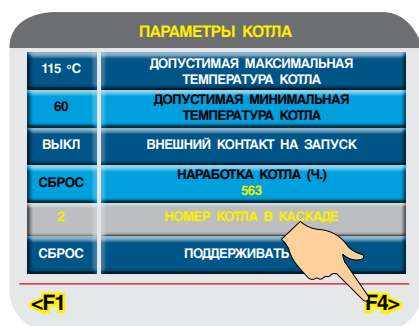 ПАРАМЕТРЫ КОТЛА
115 °C ДОПУСТИМАЯ МАКСИМАЛЬНАЯ
ТЕМПЕРАТУРА КОТЛА
60 ДОПУСТИМАЯ МИНИМАЛЬНАЯ
ТЕМПЕРАТУРА КОТЛА
ВЫКЛ ВНЕШНИЙ КОНТАКТ НА ЗАПУСК
СБРОС НАРАБОТКА КОТЛА (Ч.)
563
2 НОМЕР КОТЛА В КАСКАДЕ
СБРОС ПОДДЕРЖИВАТЬ
<F1 F4>